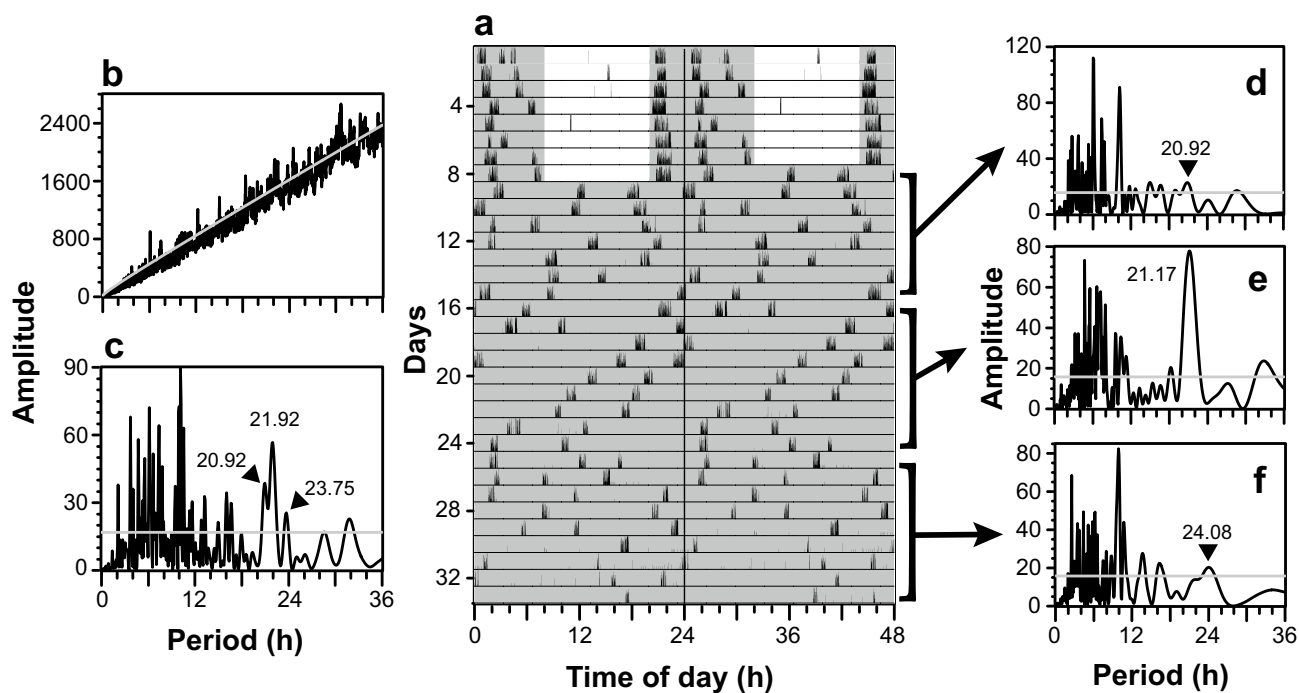 b
2400
1600
800
0
Amplitude
c
90
60
30
0
21.92
20.92
23.75
0 12 24 36
Period (h)
a
4
8
12
16
20
24
28
32
Days
0 12 24 36 48
Time of day (h)
d
120
80
40
0
20.92
e
80
60
40
20
0
21.17
Amplitude
f
80
60
40
20
0
24.08
0 12 24 36
Period (h)